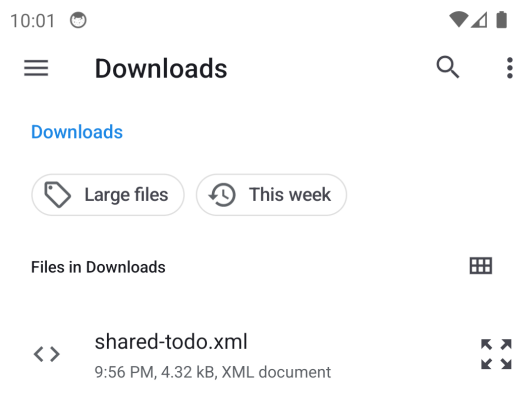 10:01
Downloads
Downloads
Large files
This week
Files in Downloads
shared-todo.xml
9:56 PM, 4.32 kB, XML document